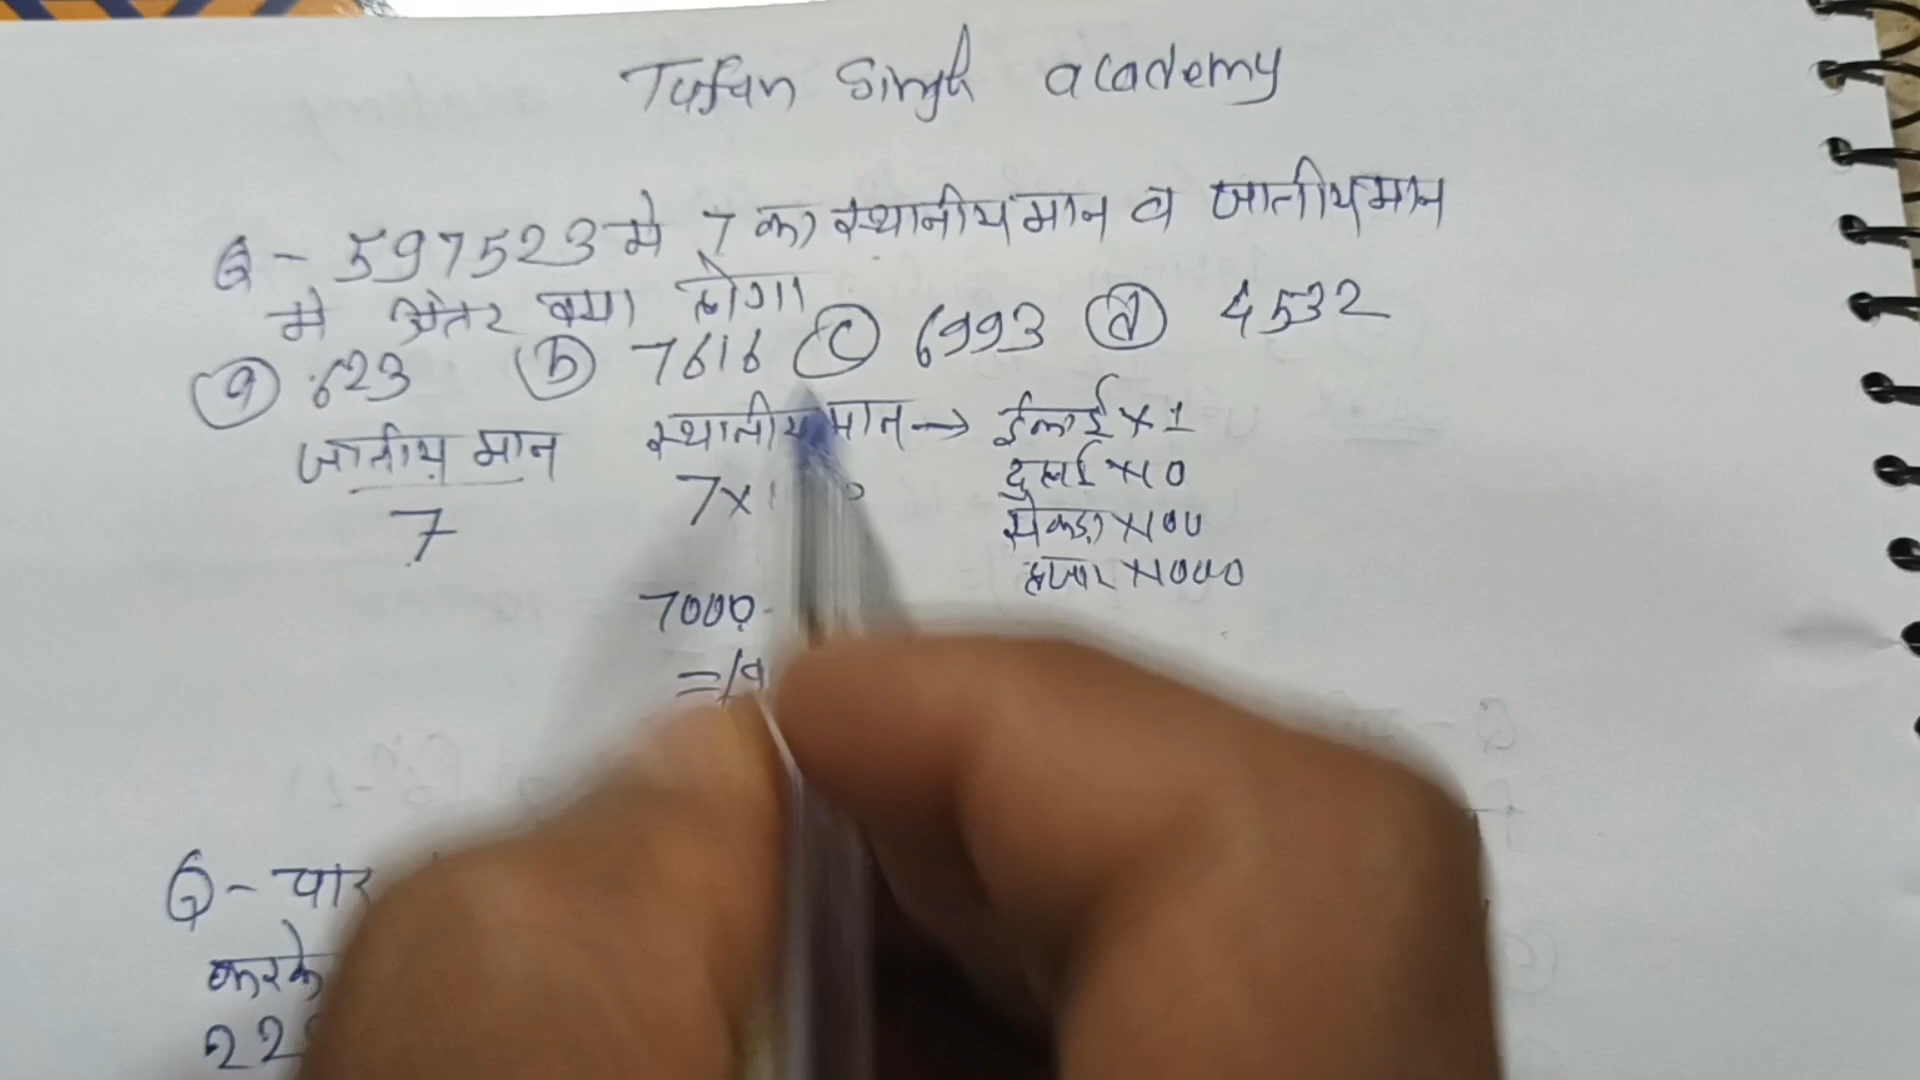 Tufan Singh academy
Q - 597523 मे 7 का स्थानीय मान व जातीय मान
मे अंतर क्या होगा
(a) 623 (b) 7616 (c) 6993 (d) 4532
जातीय मान स्थानीय मान → ईकाई × 1
7 7× दहाई × 10
सेकडा × 100
7000 हजार × 1000
=
Q -
करके
22